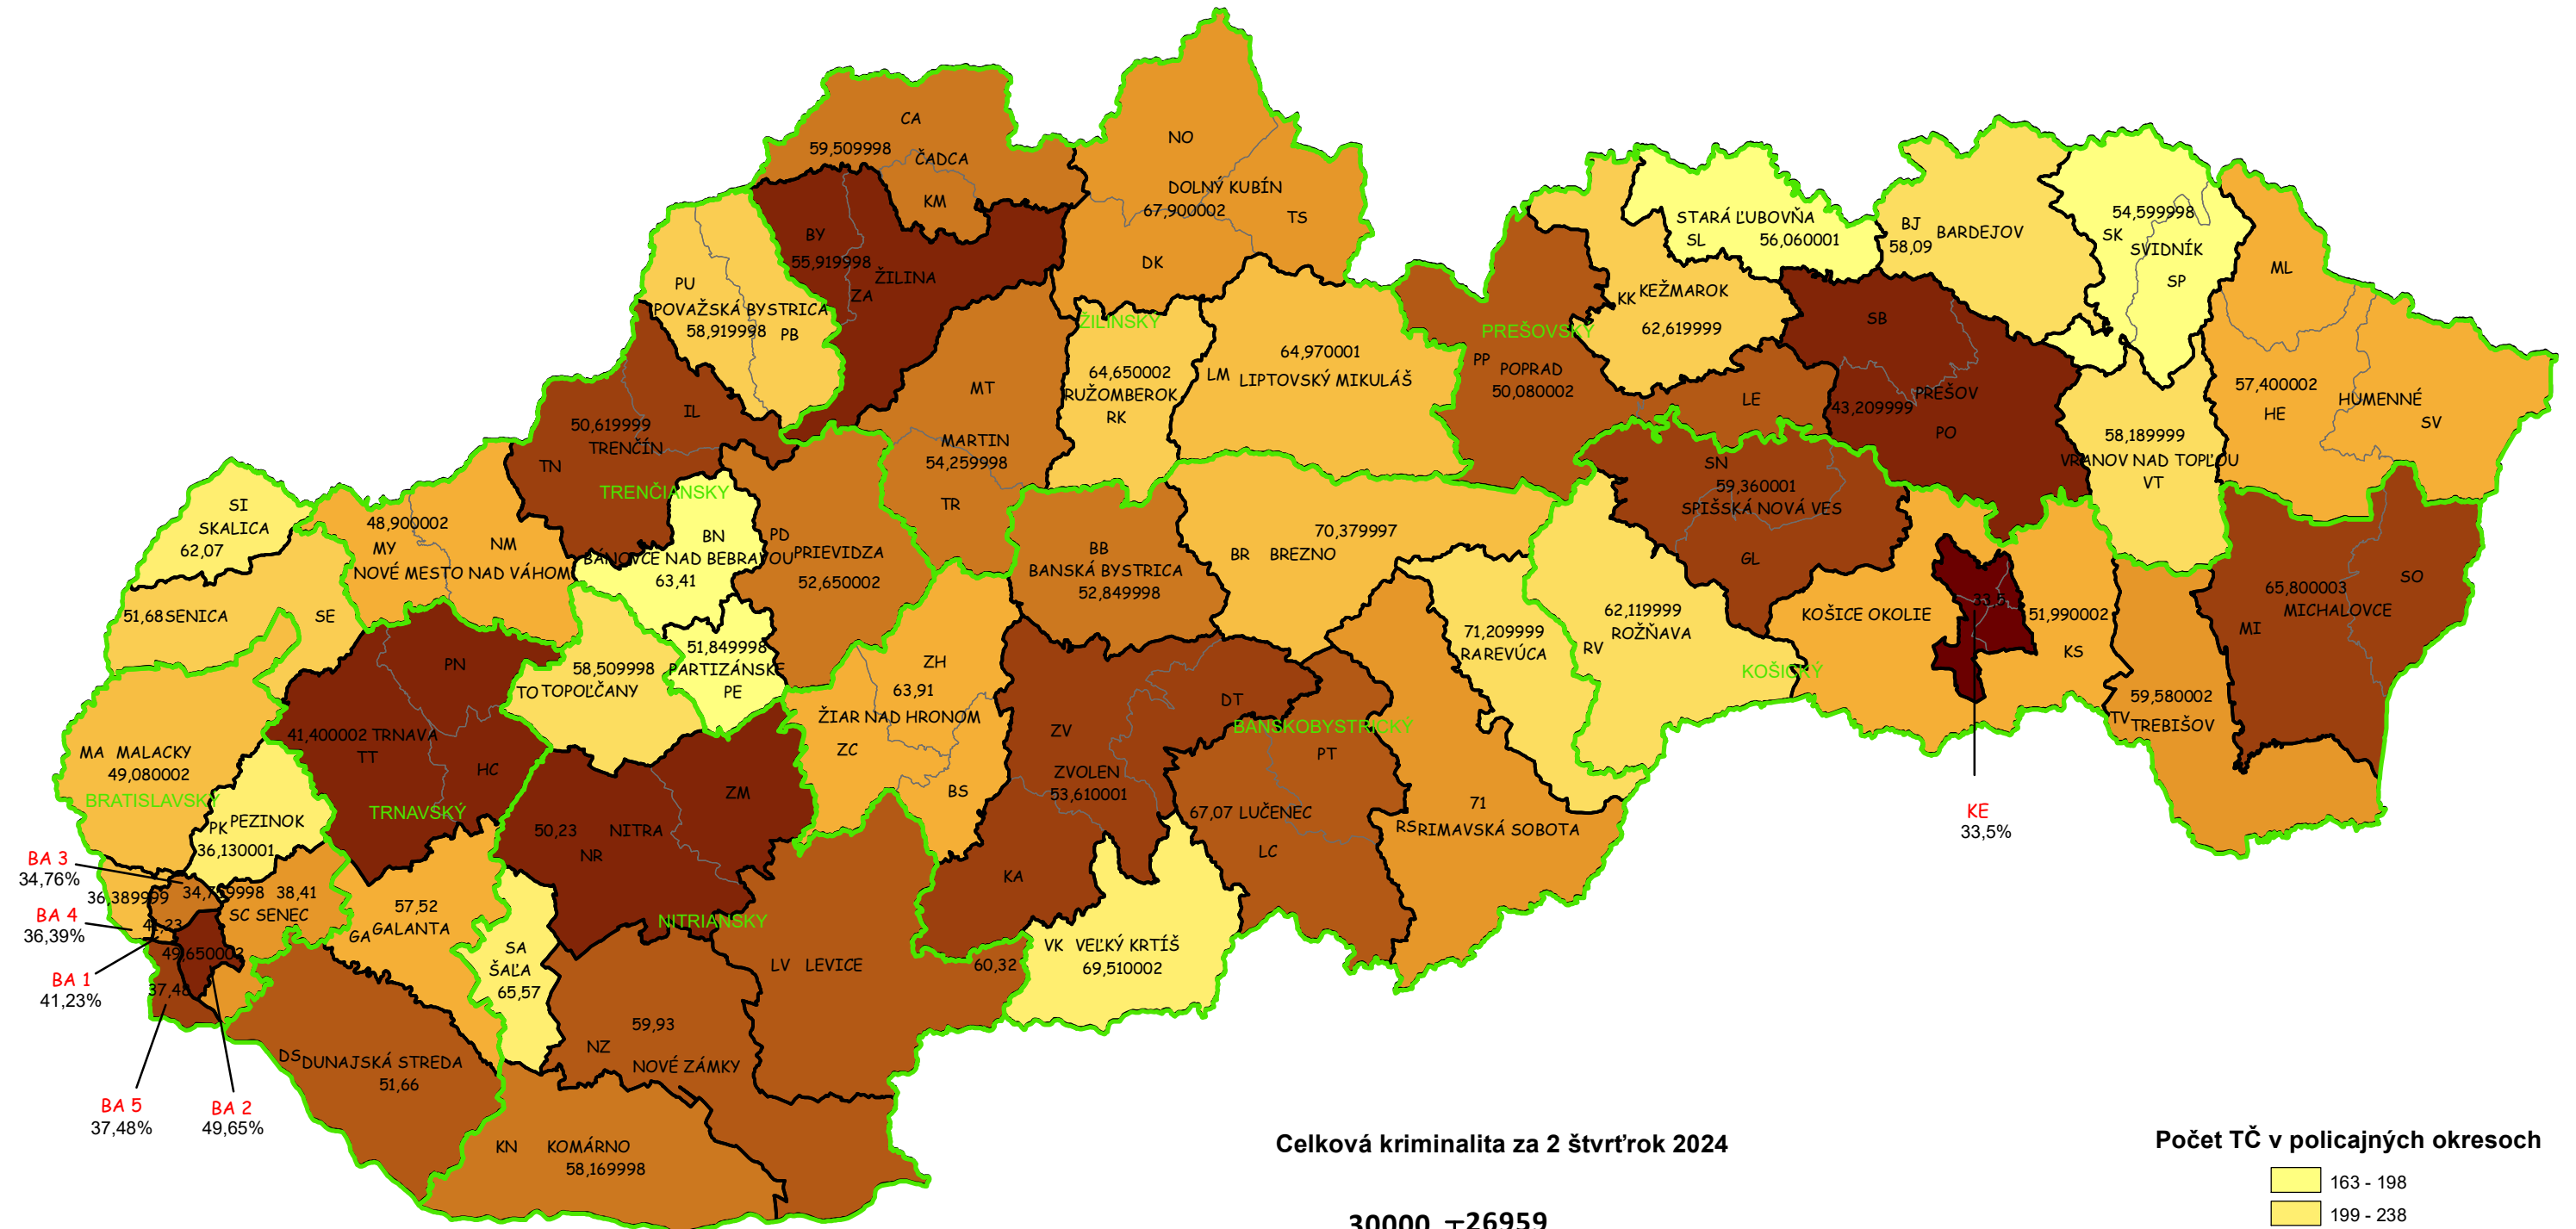 CA
59,509998
ČADCA
KM
NO
DOLNÝ KUBÍN
67,900002
TS
DK
BY
55,919998
ŽILINA
ZA
PU
POVAŽSKÁ BYSTRICA
58,919998
PB
ŽILINSKÝ
64,650002
RUŽOMBEROK
RK
64,970001
LM LIPTOVSKÝ MIKULÁŠ
MT
MARTIN
54,259998
TR
IL
50,619999
TRENČÍN
TN
TRENČIANSKY
STARÁ ĽUBOVŇA
SL 56,060001
BJ BARDEJOV
58,09
54,599998
SK
SVIDNÍK
SP
ML
KK KEŽMAROK
62,619999
PREŠOVSKÝ
PP POPRAD
50,080002
LE
SB
PREŠOV
43,209999
PO
57,400002
HE
HUMENNÉ
SV
58,189999
VRANOV NAD TOPĽOU
VT
SN
59,360001
SPIŠSKÁ NOVÁ VES
GL
SI
SKALICA
62,07
48,900002
MY
NM
NOVÉ MESTO NAD VÁHOM
51,68 SENICA
SE
BN
BÁNOVCE NAD BEBRAVOU
63,41
PD
PRIEVIDZA
52,650002
BB
BANSKÁ BYSTRICA
52,849998
70,379997
BR BREZNO
71,209999
RA REVÚCA
62,119999
ROŽŇAVA
RV
KOŠICKÝ
KOŠICE OKOLIE
33,5
51,990002
KS
65,800003
MICHALOVCE
MI
SO
59,580002
TV
TREBIŠOV
KE
33,5%
51,849998
PARTIZÁNSKE
PE
58,509998
TO TOPOĽČANY
PN
41,400002 TRNAVA
TT
HC
TRNAVSKÝ
MA MALACKY
49,080002
BRATISLAVSKÝ
PK PEZINOK
36,130001
ZH
63,91
ŽIAR NAD HRONOM
ZC
BS
ZV
DT
ZVOLEN
53,610001
KA
BANSKOBYSTRICKÝ
PT
67,07 LUČENEC
LC
71
RS RIMAVSKÁ SOBOTA
ZM
50,23 NITRA
NR
NITRIANSKY
BA 3
34,76%
36,389999
34,759998
38,41
SC SENEC
BA 4
36,39%
41,23
49,650002
BA 1
41,23%
37,48
57,52
GA GALANTA
SA
ŠAĽA
65,57
LV LEVICE
60,32
VK VEĽKÝ KRTÍŠ
69,510002
59,93
NZ
NOVÉ ZÁMKY
DS DUNAJSKÁ STREDA
51,66
BA 5
37,48%
BA 2
49,65%
KN KOMÁRNO
58,169998
Celková kriminalita za 2 štvrťrok 2024
30000
26959
Počet TČ v policajných okresoch
163 - 198
199 - 238